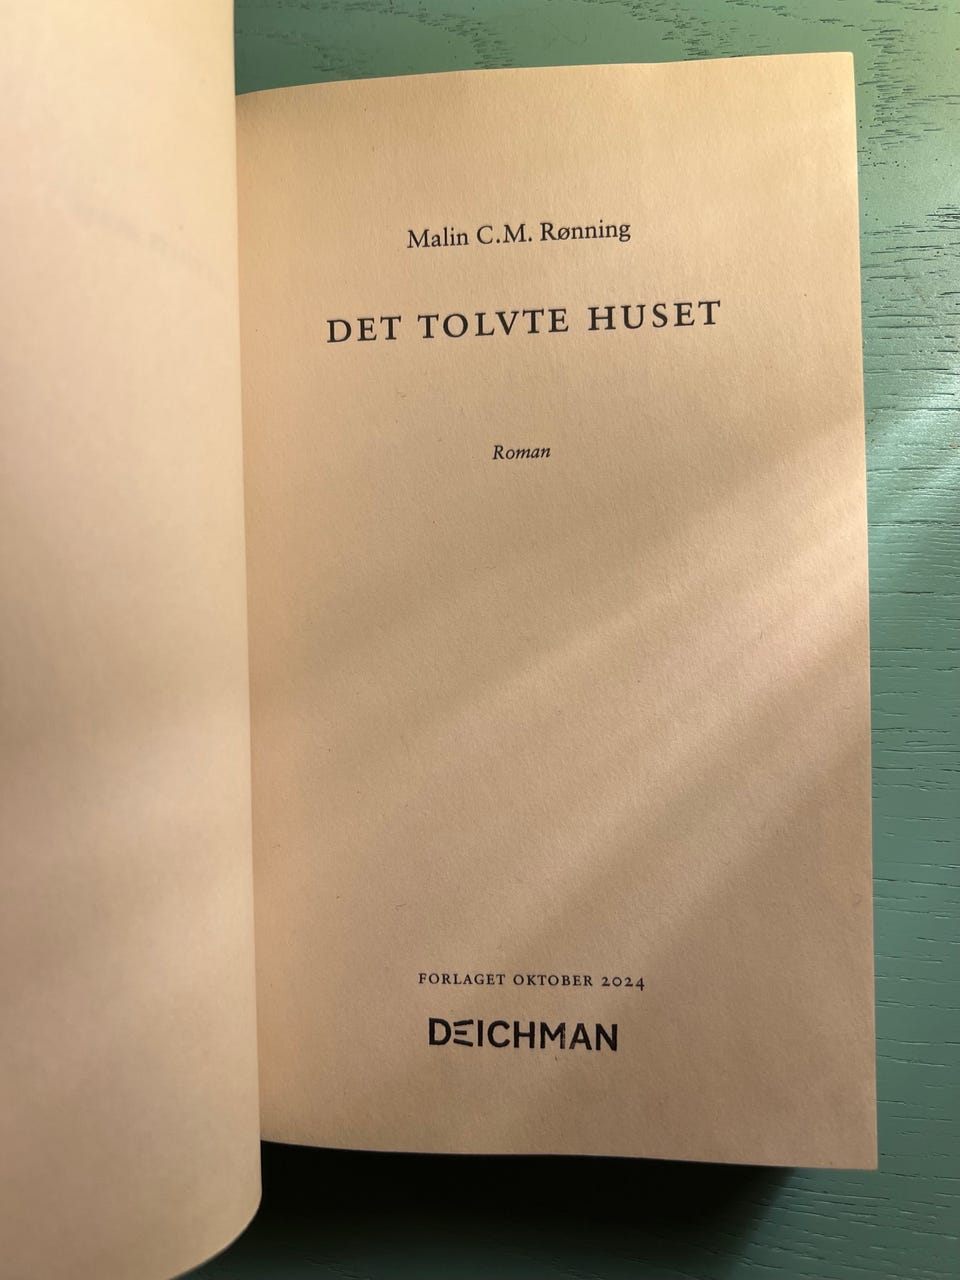 Malin C.M. Rønning
DET TOLVTE HUSET
Roman
FORLAGET OKTOBER 2024
DEICHMAN